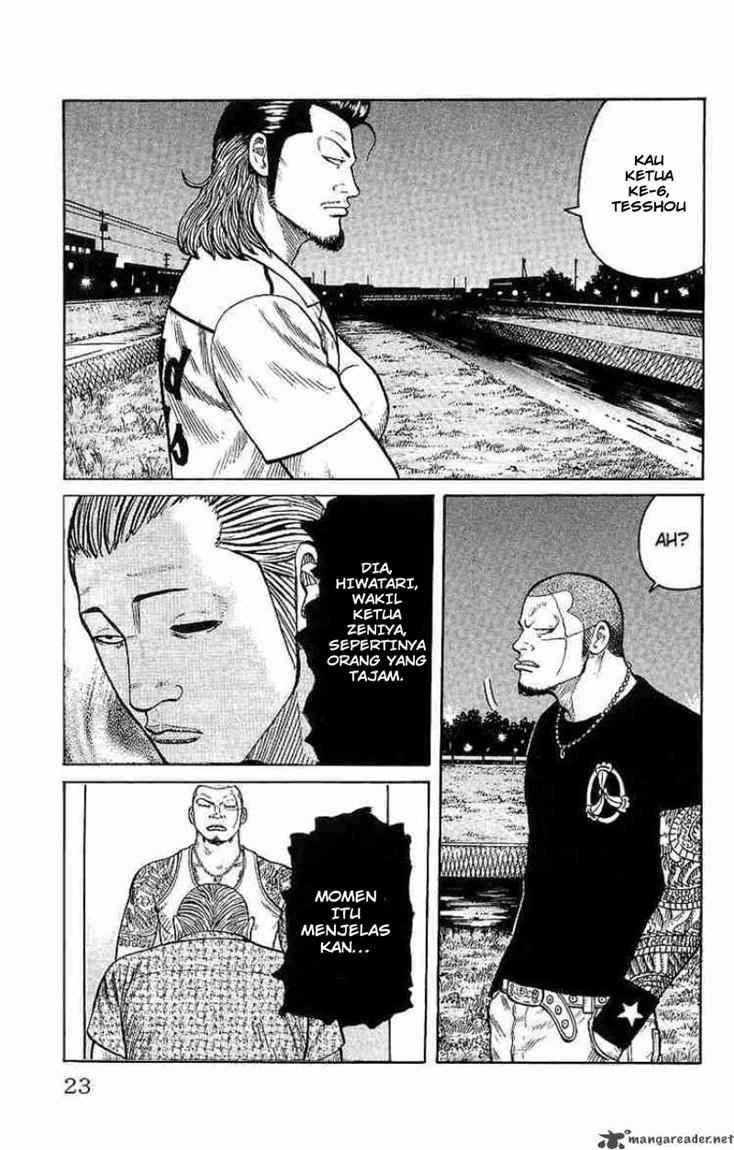 KAU
KETUA
KE-6,
TESSHOU
AH?
DIA,
HIWATARI,
WAKIL
KETUA
ZENIYA,
SEPERTINYA
ORANG YANG
TAJAM.
MOMEN
ITU
MENJELAS
KAN...
d
s
23
mangareader.net